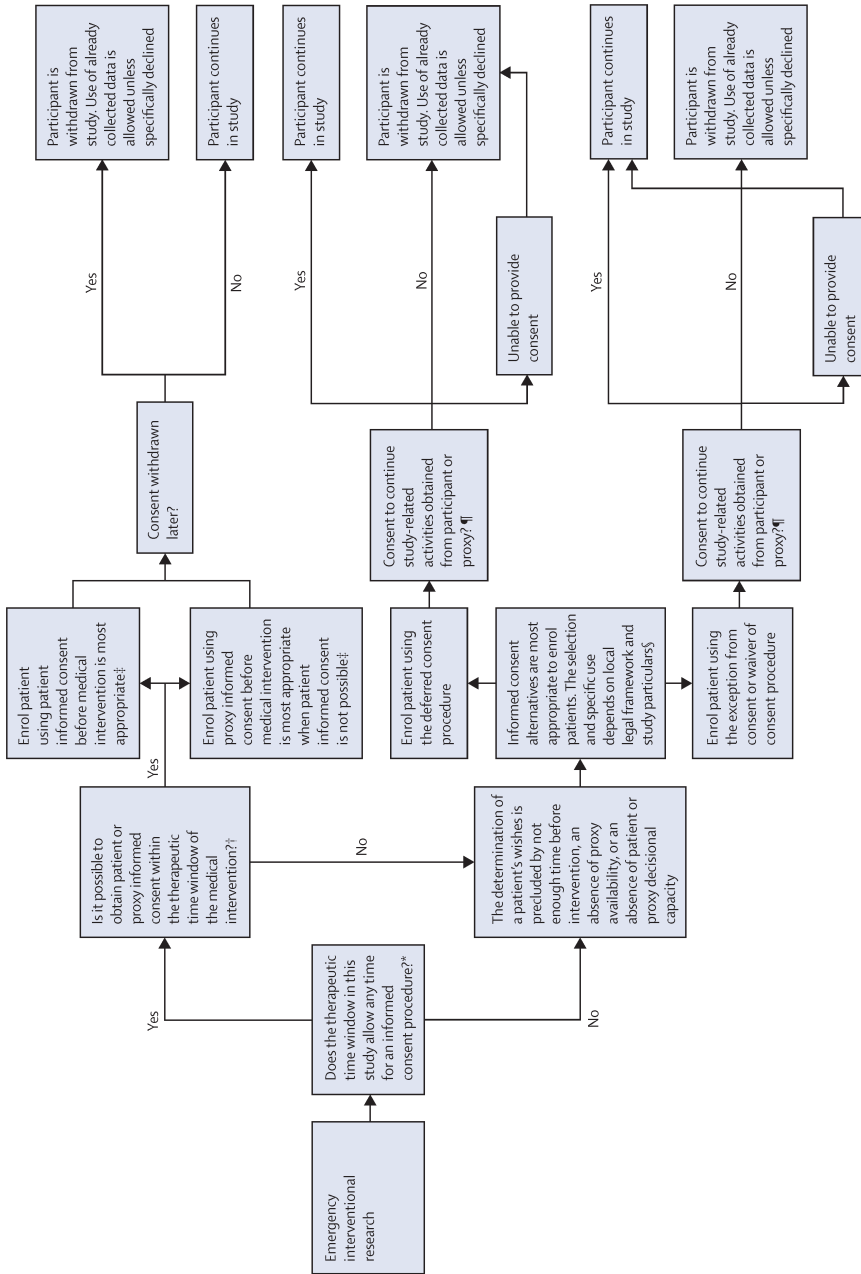 Emergency
interventional
research
Does the therapeutic
time window in this
study allow any time
for an informed
consent procedure?*
Yes
No
Is it possible to
obtain patient or
proxy informed
consent within
the therapeutic
time window of
the medical
intervention?†
Yes
No
The determination of
a patient's wishes is
precluded by not
enough time before
intervention, an
absence of proxy
availability, or an
absence of patient or
proxy decisional
capacity
Enrol patient
using patient
informed consent
before medical
intervention is most
appropriate‡
Enrol patient using
proxy informed
consent before
medical intervention
is most appropriate
when patient
informed consent
is not possible‡
Enrol patient using
the deferred consent
procedure
Informed consent
alternatives are most
appropriate to enrol
patients. The selection
and specific use
depends on local
legal framework and
study particulars§
Enrol patient using
the exception from
consent or waiver of
consent procedure
Consent withdrawn
later?
Yes
No
Participant is
withdrawn from
study. Use of already
collected data is
allowed unless
specifically declined
Participant continues
in study
Consent to continue
study-related
activities obtained
from participant or
proxy?¶
Yes
No
Unable to provide
consent
Participant continues
in study
Participant is
withdrawn from
study. Use of already
collected data is
allowed unless
specifically declined
Consent to continue
study-related
activities obtained
from participant or
proxy?¶
Yes
No
Unable to provide
consent
Participant continues
in study
Participant is
withdrawn from
study. Use of already
collected data is
allowed unless
specifically declined